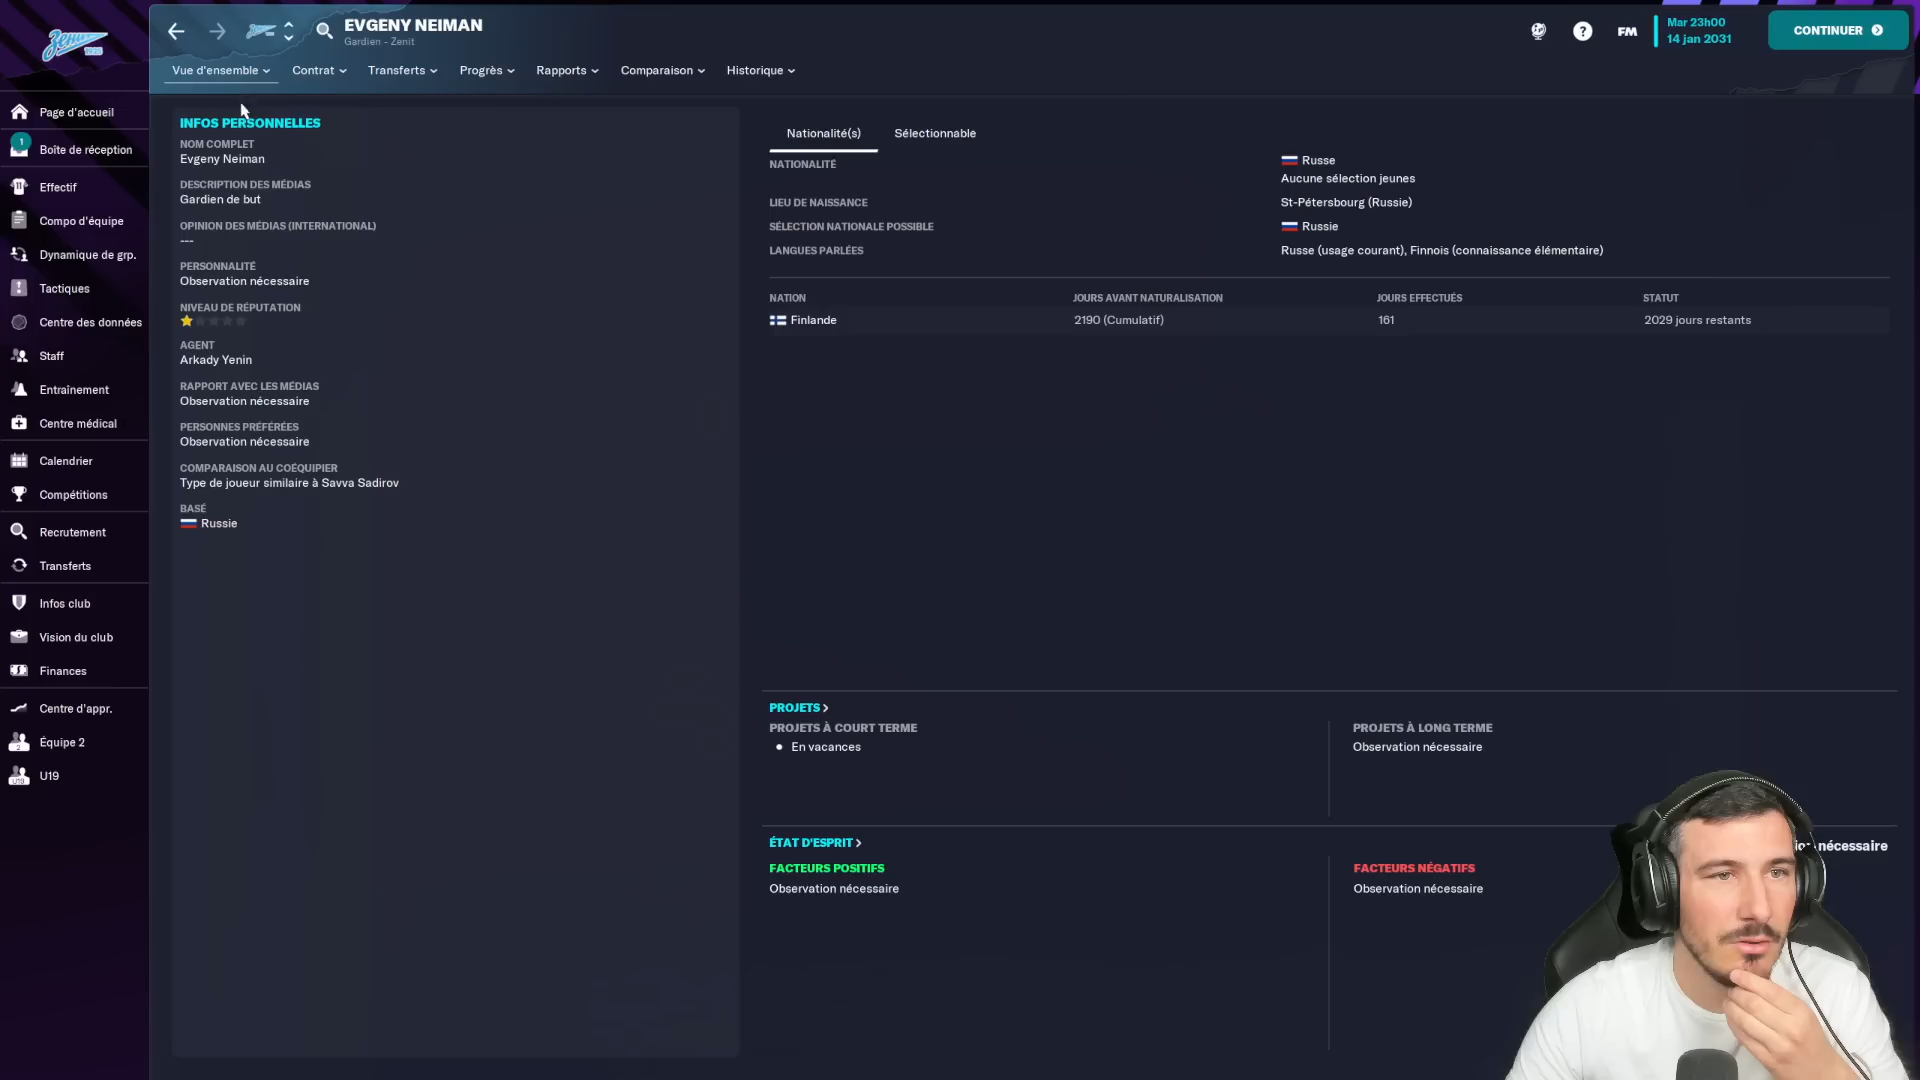 Zenit
1925
EVGENY NEIMAN
Gardien - Zenit
FM
Mar 23h00
14 jan 2031
CONTINUER
Vue d'ensemble
Contrat
Transferts
Progrès
Rapports
Comparaison
Historique
Page d'accueil
1
Boîte de réception
Effectif
Compo d'équipe
Dynamique de grp.
Tactiques
Centre des données
Staff
Entraînement
Centre médical
Calendrier
Compétitions
Recrutement
Transferts
Infos club
Vision du club
Finances
Centre d'appr.
2
Équipe 2
U19
U19
INFOS PERSONNELLES
NOM COMPLET
Evgeny Neiman
DESCRIPTION DES MÉDIAS
Gardien de but
OPINION DES MÉDIAS (INTERNATIONAL)
---
PERSONNALITÉ
Observation nécessaire
NIVEAU DE RÉPUTATION
AGENT
Arkady Yenin
RAPPORT AVEC LES MÉDIAS
Observation nécessaire
PERSONNES PRÉFÉRÉES
Observation nécessaire
COMPARAISON AU COÉQUIPIER
Type de joueur similaire à Savva Sadirov
BASÉ
Russie
Nationalité(s)
Sélectionnable
NATIONALITÉ
Russe
Aucune sélection jeunes
LIEU DE NAISSANCE
St-Pétersbourg (Russie)
SÉLECTION NATIONALE POSSIBLE
Russie
LANGUES PARLÉES
Russe (usage courant), Finnois (connaissance élémentaire)
NATION
JOURS AVANT NATURALISATION
JOURS EFFECTUÉS
STATUT
Finlande
2190 (Cumulatif)
161
2029 jours restants
PROJETS
PROJETS À COURT TERME
En vacances
PROJETS À LONG TERME
Observation nécessaire
ÉTAT D'ESPRIT
nécessaire
FACTEURS POSITIFS
Observation nécessaire
FACTEURS NÉGATIFS
Observation nécessaire